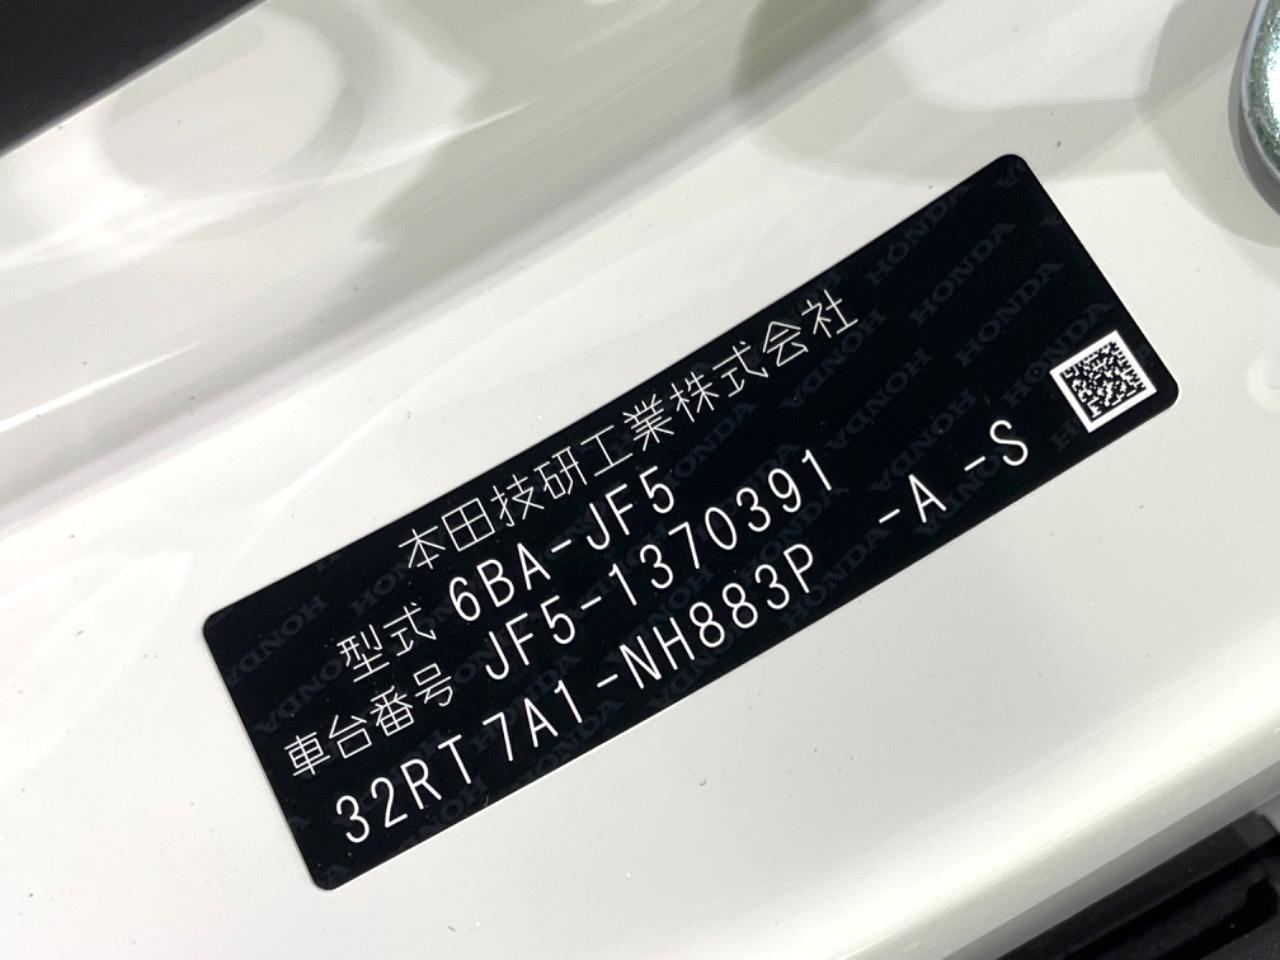 本田技研工業株式会社
型式 6BA-JF5
車台番号 JF5-1370391
32RT7A1-NH883P -A -S